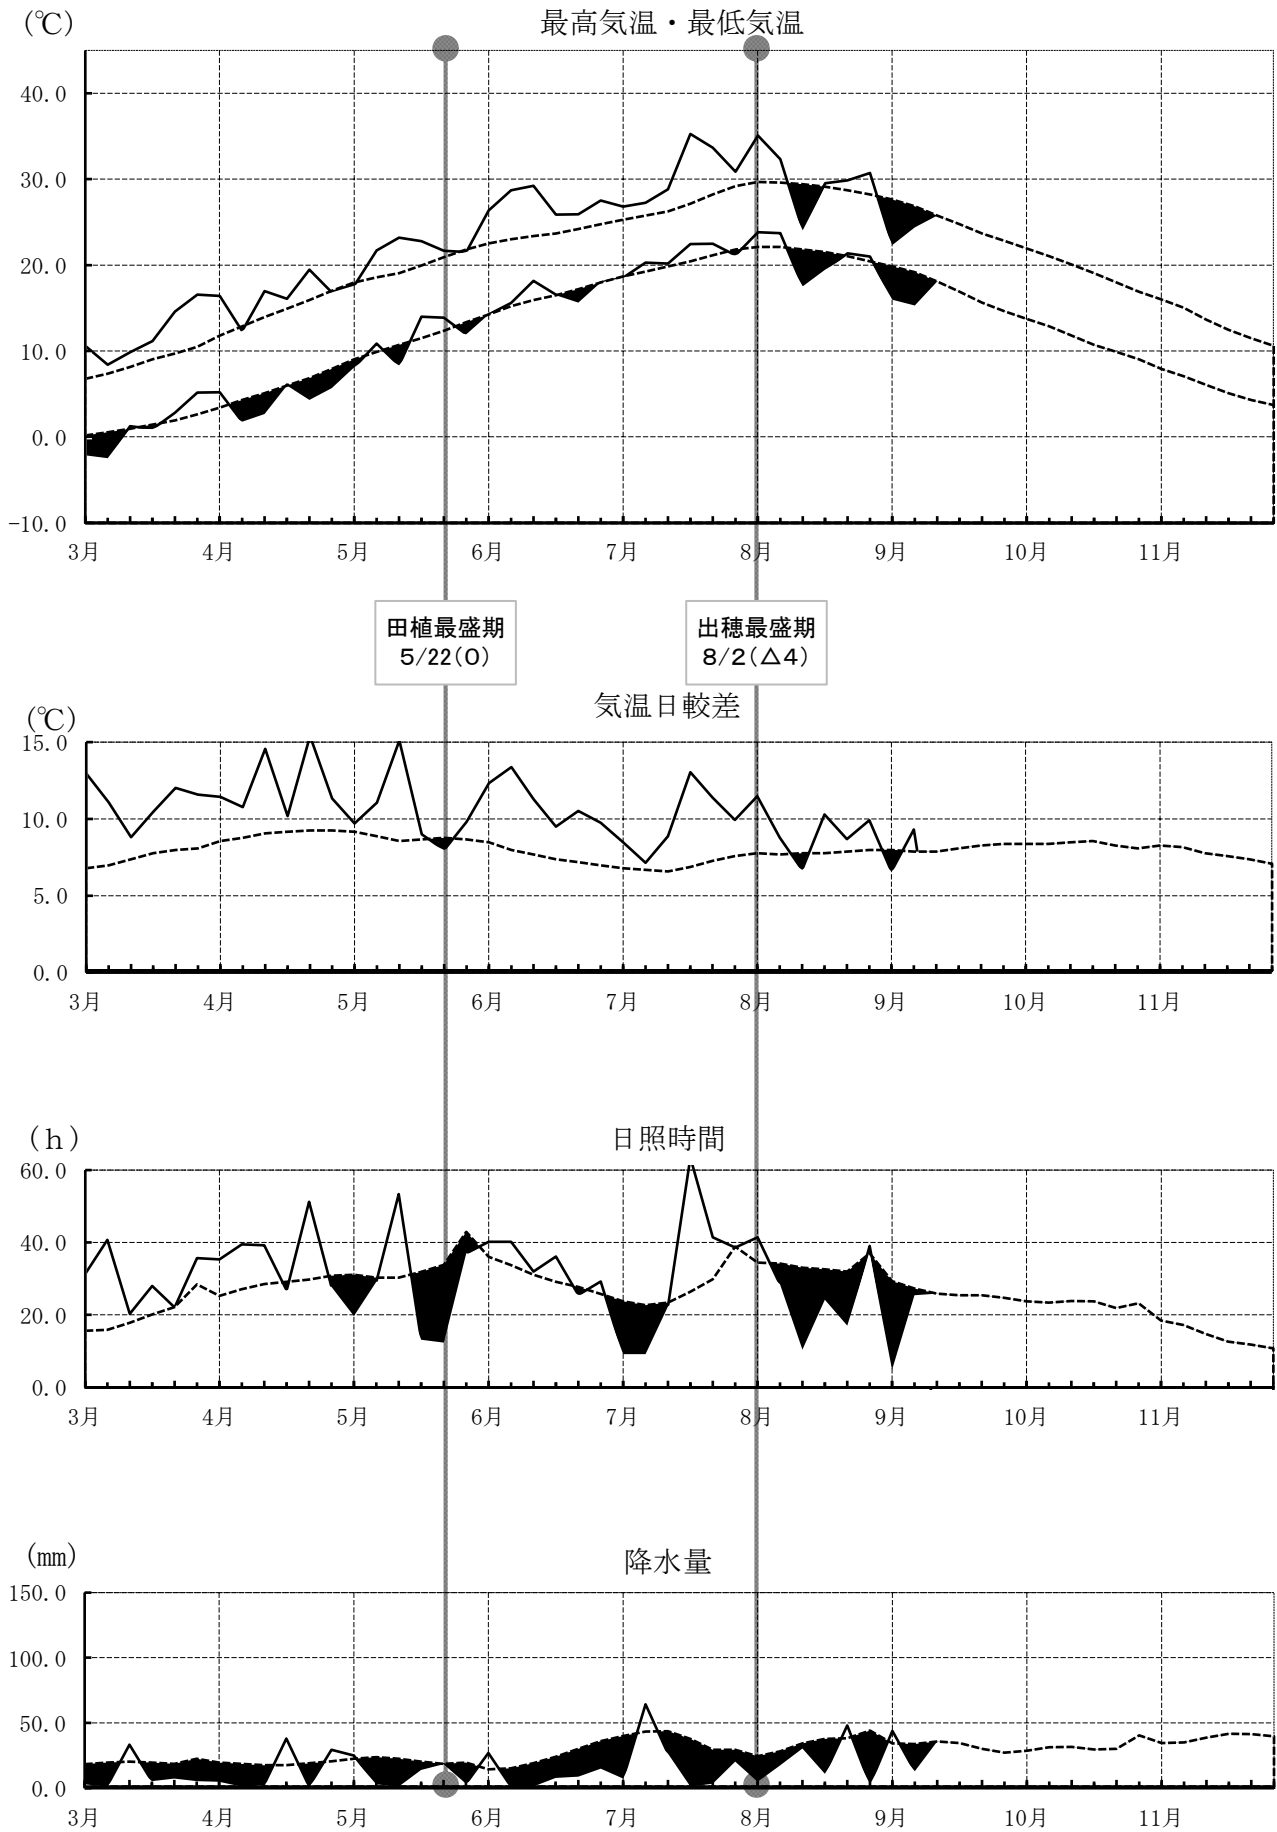 (℃)
最高気温・最低気温
40.0
30.0
20.0
10.0
0.0
-10.0
3月 4月 5月 6月 7月 8月 9月 10月 11月
田植最盛期
5/22(0)
出穂最盛期
8/2(△4)
(℃)
気温日較差
15.0
10.0
5.0
0.0
3月 4月 5月 6月 7月 8月 9月 10月 11月
(ｈ)
日照時間
60.0
40.0
20.0
0.0
3月 4月 5月 6月 7月 8月 9月 10月 11月
(mm)
降水量
150.0
100.0
50.0
0.0
3月 4月 5月 6月 7月 8月 9月 10月 11月